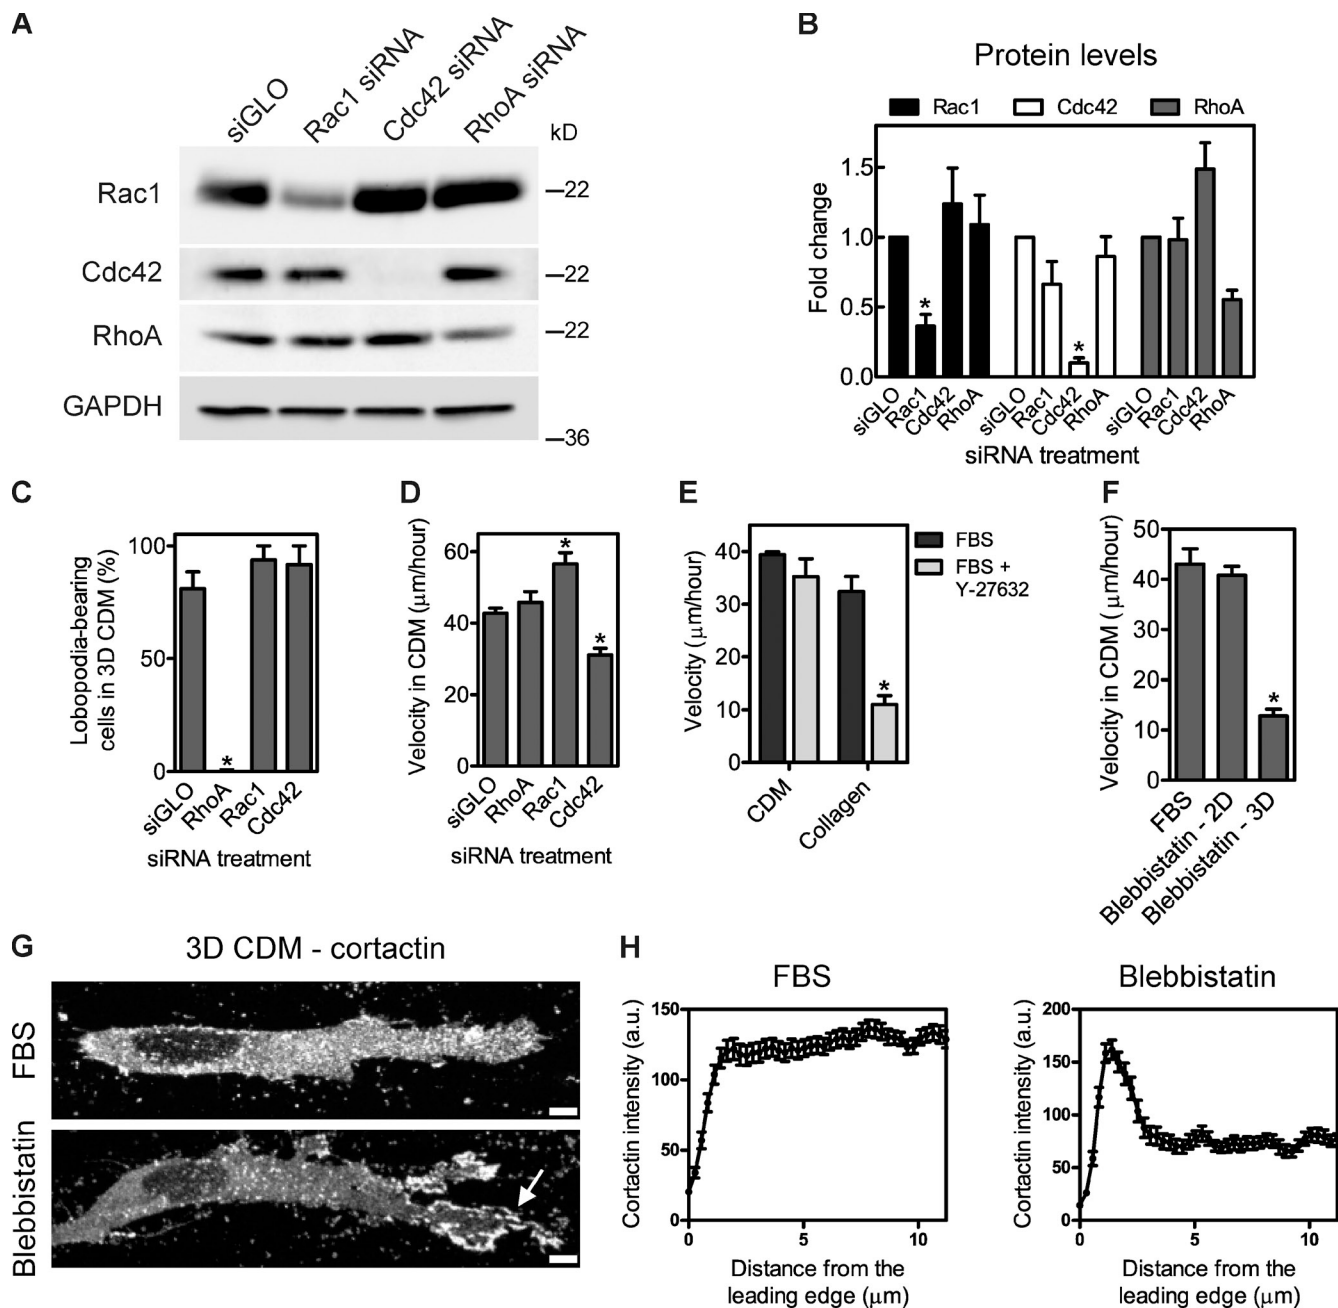 A
siGLO
Rac1 siRNA
Cdc42 siRNA
RhoA siRNA
kD
Rac1
22
Cdc42
22
RhoA
22
GAPDH
36
B
Protein levels
Rac1
Cdc42
RhoA
Fold change
1.5
1.0
0.5
0.0
*
*
siGLO
Rac1
Cdc42
RhoA
siGLO
Rac1
Cdc42
RhoA
siGLO
Rac1
Cdc42
RhoA
siRNA treatment
C
Lobopodia-bearing
cells in 3D CDM (%)
100
50
0
*
siGLO
RhoA
Rac1
Cdc42
siRNA treatment
D
Velocity in CDM (μm/hour)
60
40
20
0
*
*
siGLO
RhoA
Rac1
Cdc42
siRNA treatment
E
Velocity (μm/hour)
40
30
20
10
0
*
CDM
Collagen
FBS
FBS +
Y-27632
F
Velocity in CDM (μm/hour)
50
40
30
20
10
0
*
FBS
Blebbistatin - 2D
Blebbistatin - 3D
G
3D CDM - cortactin
FBS
Blebbistatin
H
FBS
Cortactin intensity (a.u.)
150
100
50
0
0
5
10
Distance from the
leading edge (μm)
Blebbistatin
Cortactin intensity (a.u.)
200
150
100
50
0
0
5
10
Distance from the
leading edge (μm)